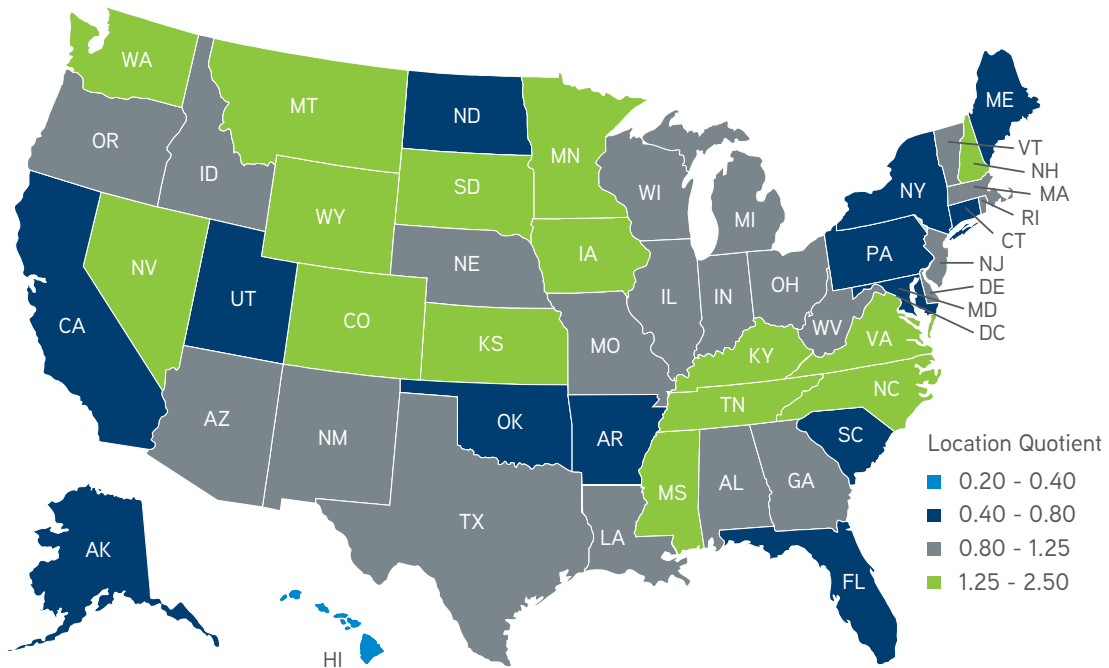 WA
MT
ND
MN
ME
OR
ID
SD
WI
VT
NH
WY
MI
NY
MA
RI
CT
NV
NE
IA
PA
NJ
UT
IL
IN
OH
DE
MD
CA
CO
KS
MO
WV
VA
DC
KY
AZ
NM
OK
AR
TN
NC
SC
TX
LA
MS
AL
GA
AK
FL
HI
Location Quotient
0.20 - 0.40
0.40 - 0.80
0.80 - 1.25
1.25 - 2.50